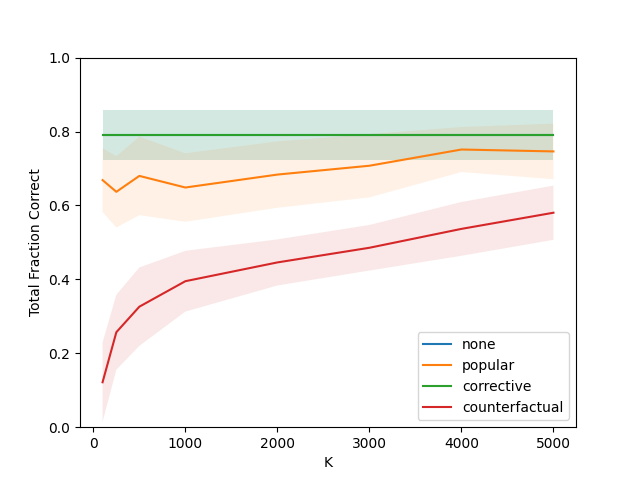 1.0
0.8
0.6
0.4
0.2
0.0
Total Fraction Correct
none
popular
corrective
counterfactual
0 1000 2000 3000 4000 5000
K